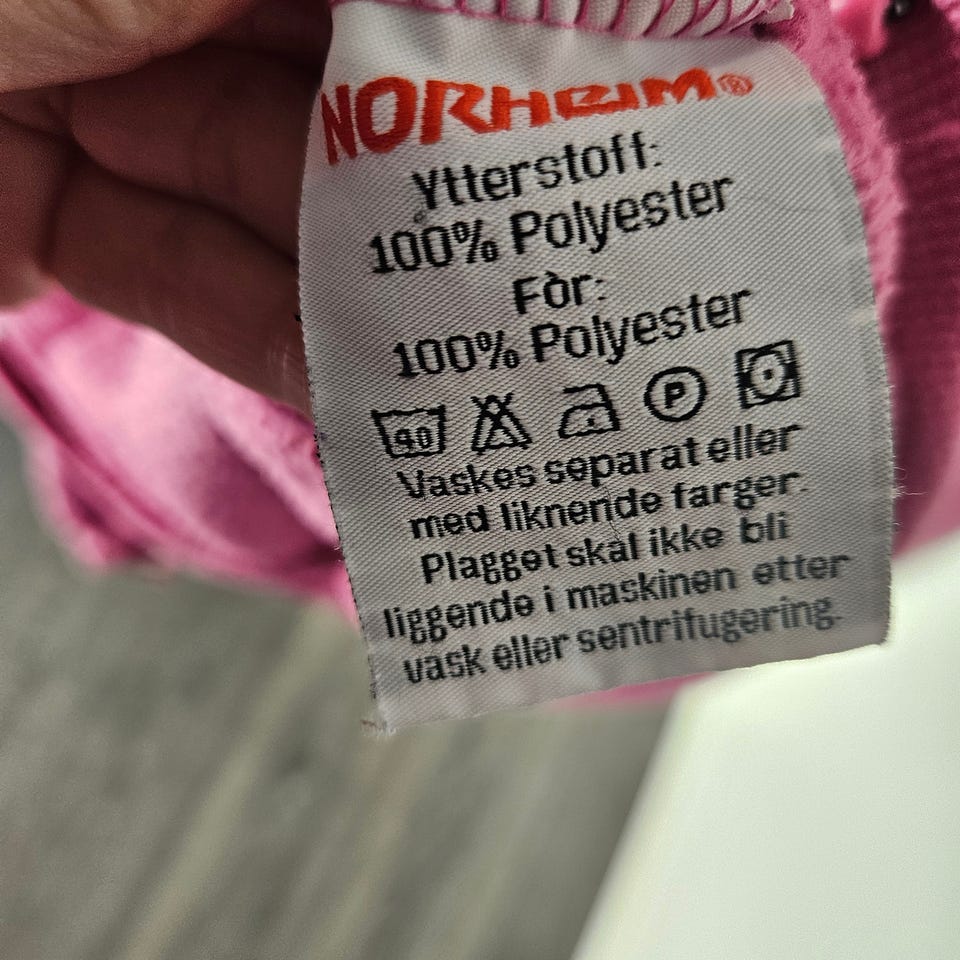 NORHEIM®
Ytterstoff:
100% Polyester
Fòr:
100% Polyester
40 P
Vaskes separat eller
med liknende farger.
Plagget skal ikke bli
liggende i maskinen etter
vask eller sentrifugering.